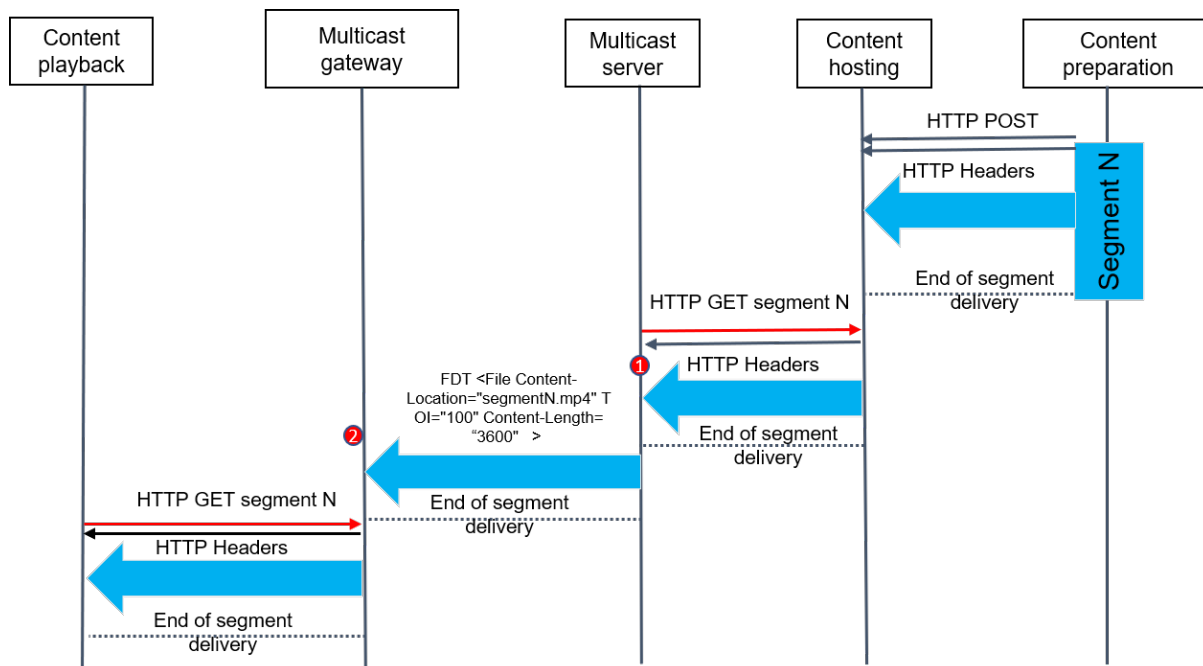 Content
playback
Multicast
gateway
Multicast
server
Content
hosting
Content
preparation
HTTP POST
HTTP Headers
Segment N
End of segment
delivery
HTTP GET segment N
1
HTTP Headers
FDT <File Content-
Location="segmentN.mp4" T
OI="100" Content-Length=
“3600"   >
End of segment
delivery
2
HTTP GET segment N
End of segment
delivery
HTTP Headers
End of segment
delivery